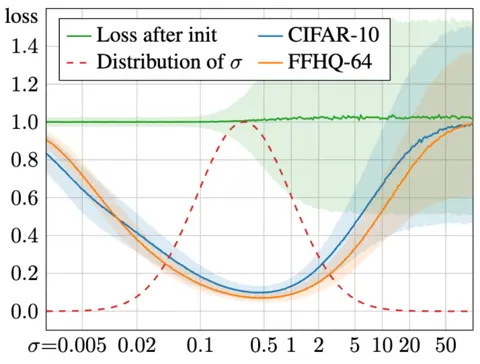 loss
Loss after init
CIFAR-10
Distribution of σ
FFHQ-64
1.4
1.2
1.0
0.8
0.6
0.4
0.2
0.0
σ=0.005 0.02 0.1 0.5 1 2 5 10 20 50